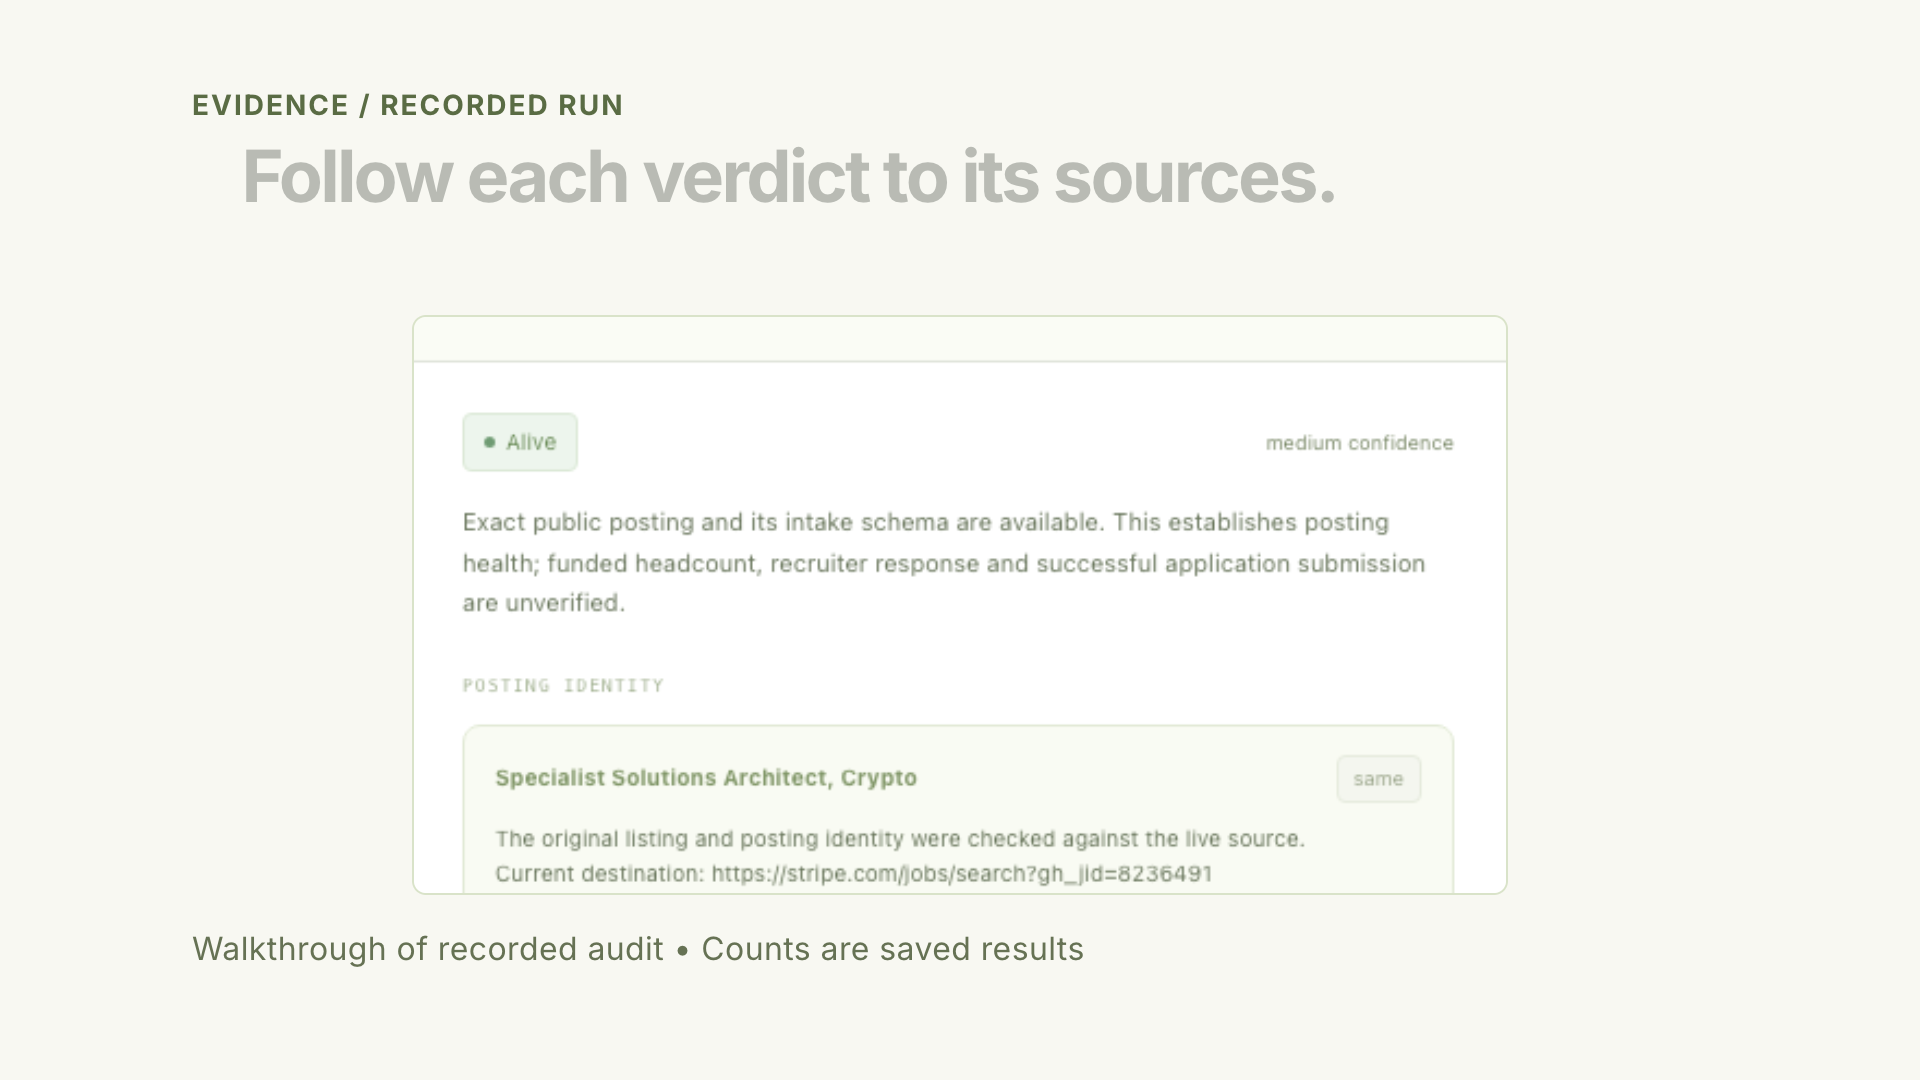 EVIDENCE / RECORDED RUN
Follow each verdict to its sources.
Alive
medium confidence
Exact public posting and its intake schema are available. This establishes posting
health; funded headcount, recruiter response and successful application submission
are unverified.
POSTING IDENTITY
Specialist Solutions Architect, Crypto
same
The original listing and posting identity were checked against the live source.
Current destination: https://stripe.com/jobs/search?gh_jid=8236491
Walkthrough of recorded audit • Counts are saved results